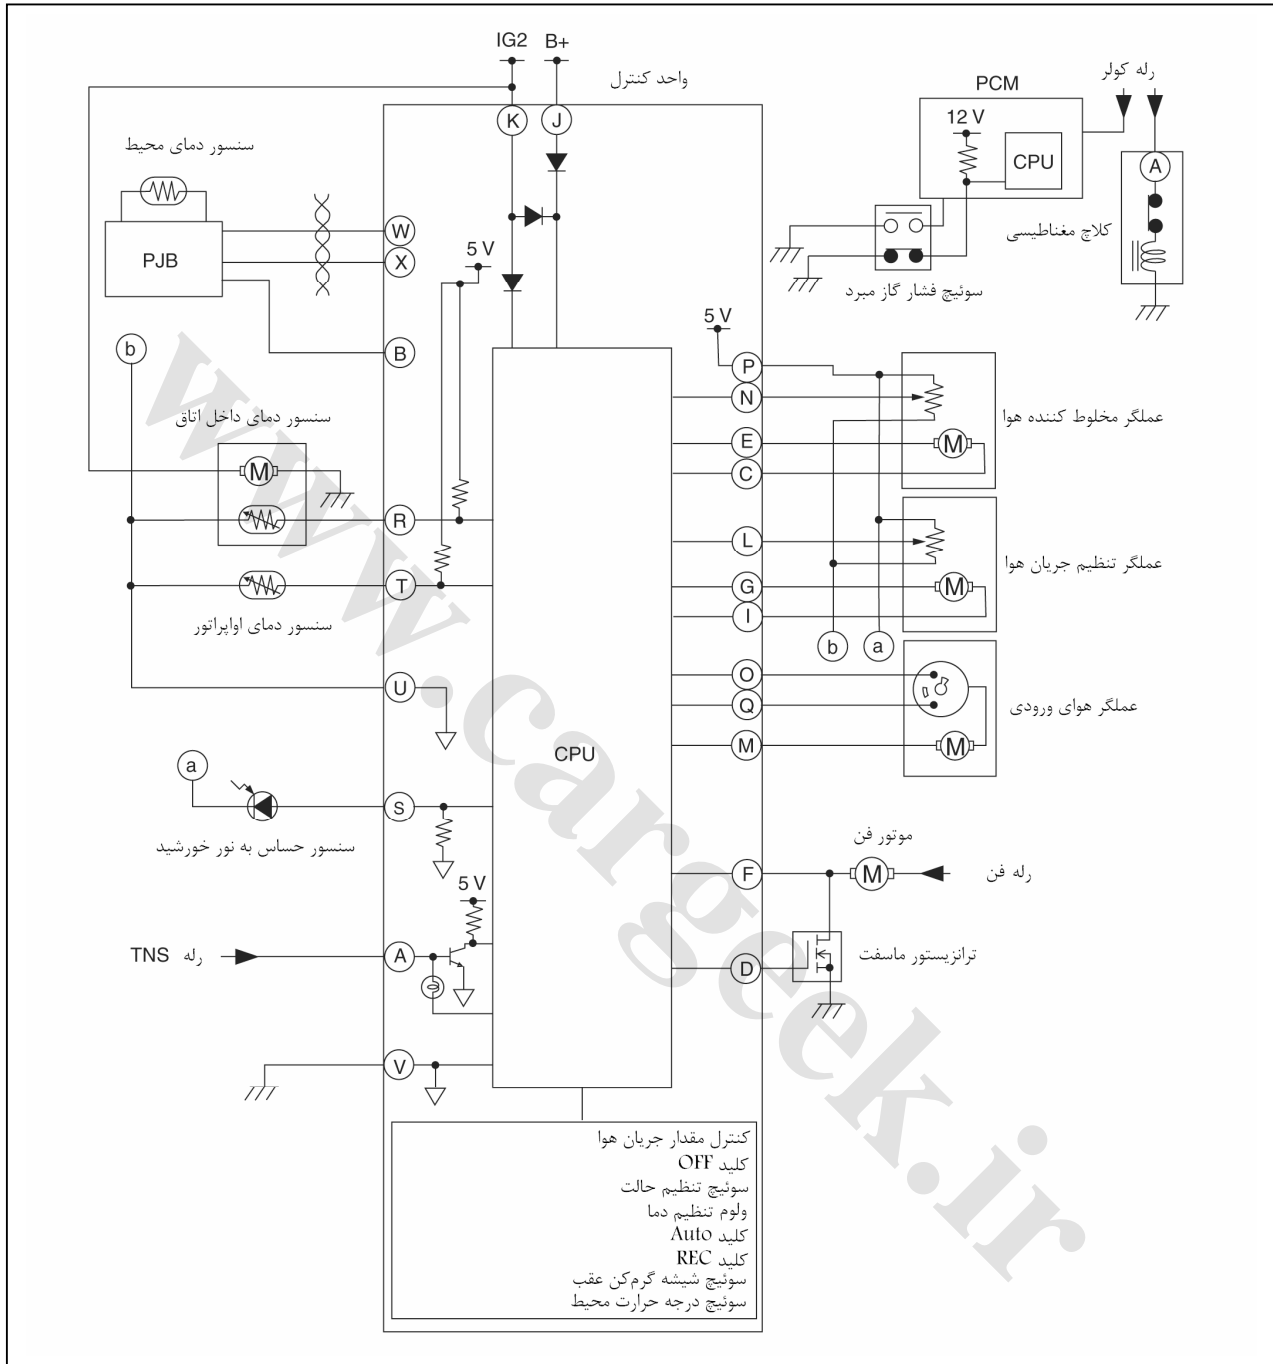 IG2 B+
واحد کنترل
رله کولر
PCM
12 V
CPU
A
کلاچ مغناطیسی
سوئیچ فشار گاز مبرد
K
J
سنسور دمای محیط
PJB
W
X
B
5 V
b
سنسور دمای داخل اتاق
M
R
T
سنسور دمای اواپراتور
U
a
S
سنسور حساس به نور خورشید
5 V
رله TNS
A
V
CPU
5 V
P
N
E
C
M
عملگر مخلوط کننده هوا
L
G
I
M
عملگر تنظیم جریان هوا
b
a
O
Q
M
M
عملگر هوای ورودی
موتور فن
F
M
رله فن
D
ترانزیستور ماسفت
کنترل مقدار جریان هوا
کلید OFF
سوئیچ تنظیم حالت
ولوم تنظیم دما
کلید Auto
کلید REC
سوئیچ شیشه گرم‌کن عقب
سوئیچ درجه حرارت محیط
www.cargeek.ir